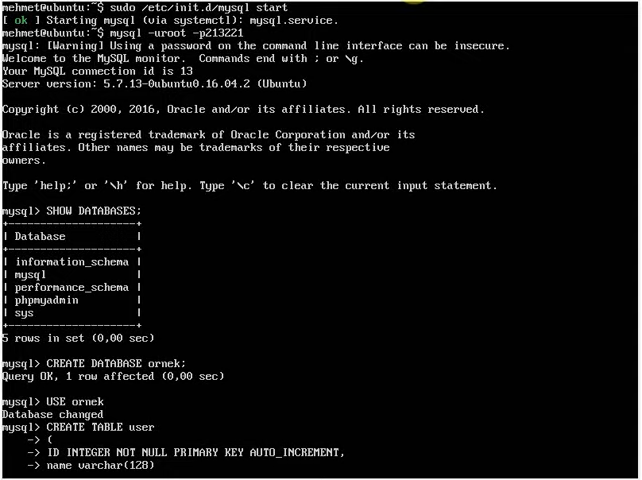 mehmet@ubuntu:~$ sudo /etc/init.d/mysql start
[ ok ] Starting mysql (via systemctl): mysql.service.
mehmet@ubuntu:~$ mysql -uroot -p213221
mysql: [Warning] Using a password on the command line interface can be insecure.
Welcome to the MySQL monitor.  Commands end with ; or \g.
Your MySQL connection id is 13
Server version: 5.7.13-0ubuntu0.16.04.2 (Ubuntu)
Copyright (c) 2000, 2016, Oracle and/or its affiliates. All rights reserved.
Oracle is a registered trademark of Oracle Corporation and/or its
affiliates. Other names may be trademarks of their respective
owners.
Type 'help;' or '\h' for help. Type '\c' to clear the current input statement.
mysql> SHOW DATABASES;
+--------------------+
| Database           |
+--------------------+
| information_schema |
| mysql              |
| performance_schema |
| phpmyadmin         |
| sys                |
+--------------------+
5 rows in set (0,00 sec)
mysql> CREATE DATABASE ornek;
Query OK, 1 row affected (0,00 sec)
mysql> USE ornek
Database changed
mysql> CREATE TABLE user
    -> (
    -> ID INTEGER NOT NULL PRIMARY KEY AUTO_INCREMENT,
    -> name varchar(128)